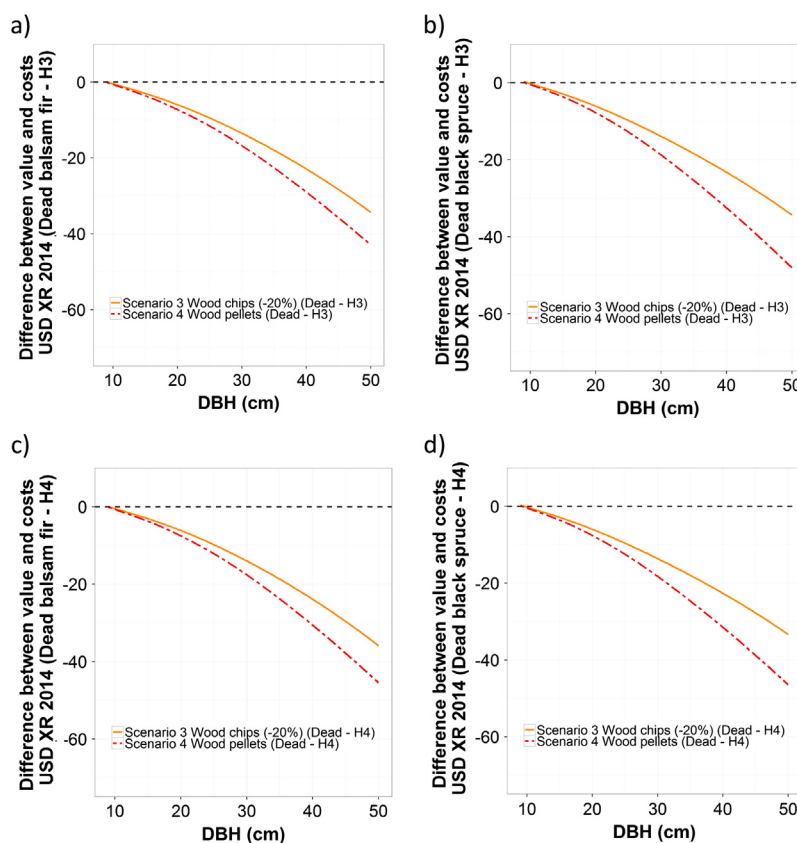 a)
Difference between value and costs
USD XR 2014 (Dead balsam fir - H3)
0
-20
-40
-60
Scenario 3 Wood chips (-20%) (Dead - H3)
Scenario 4 Wood pellets (Dead - H3)
10 20 30 40 50
DBH (cm)
b)
Difference between value and costs
USD XR 2014 (Dead black spruce - H3)
0
-20
-40
-60
Scenario 3 Wood chips (-20%) (Dead - H3)
Scenario 4 Wood pellets (Dead - H3)
10 20 30 40 50
DBH (cm)
c)
Difference between value and costs
USD XR 2014 (Dead balsam fir - H4)
0
-20
-40
-60
Scenario 3 Wood chips (-20%) (Dead - H4)
Scenario 4 Wood pellets (Dead - H4)
10 20 30 40 50
DBH (cm)
d)
Difference between value and costs
USD XR 2014 (Dead black spruce - H4)
0
-20
-40
-60
Scenario 3 Wood chips (-20%) (Dead - H4)
Scenario 4 Wood pellets (Dead - H4)
10 20 30 40 50
DBH (cm)